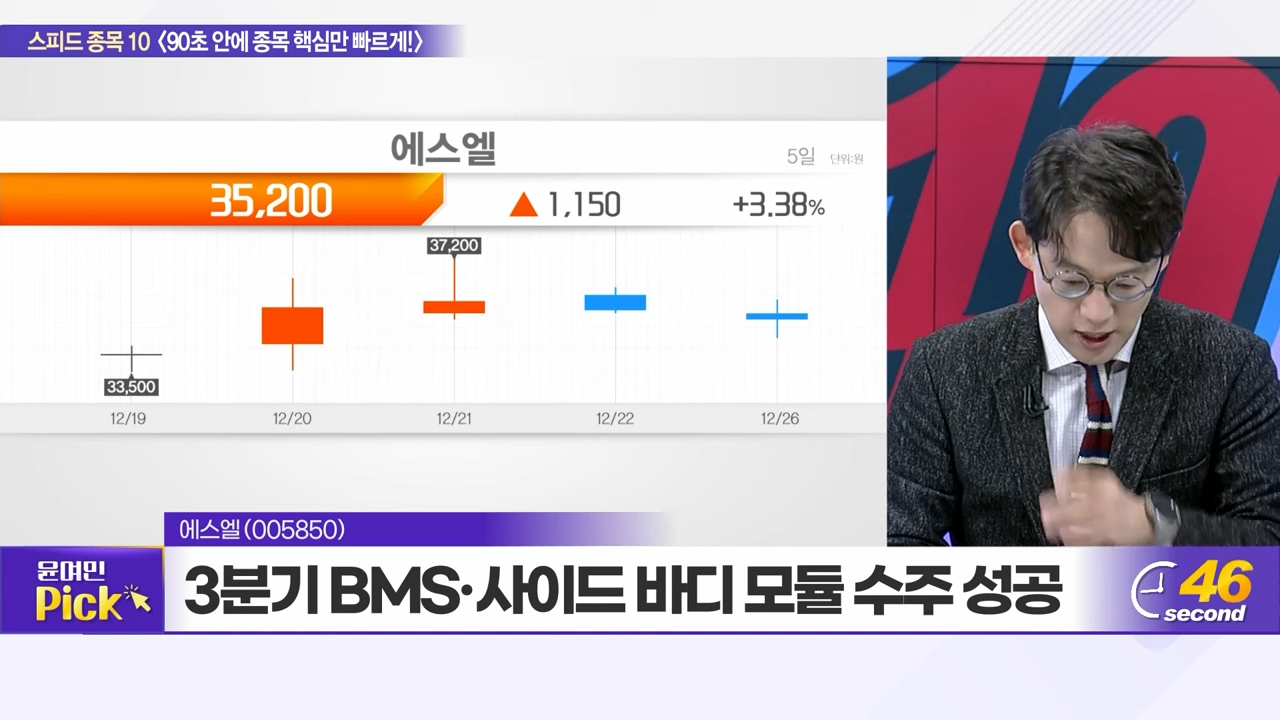 스피드 종목 10 〈90초 안에 종목 핵심만 빠르게!〉
에스엘
5일 단위:원
35,200 ▲ 1,150 +3.38%
37,200
33,500
12/19 12/20 12/21 12/22 12/26
에스엘(005850)
윤여민
Pick
3분기 BMS·사이드 바디 모듈 수주 성공
46
second